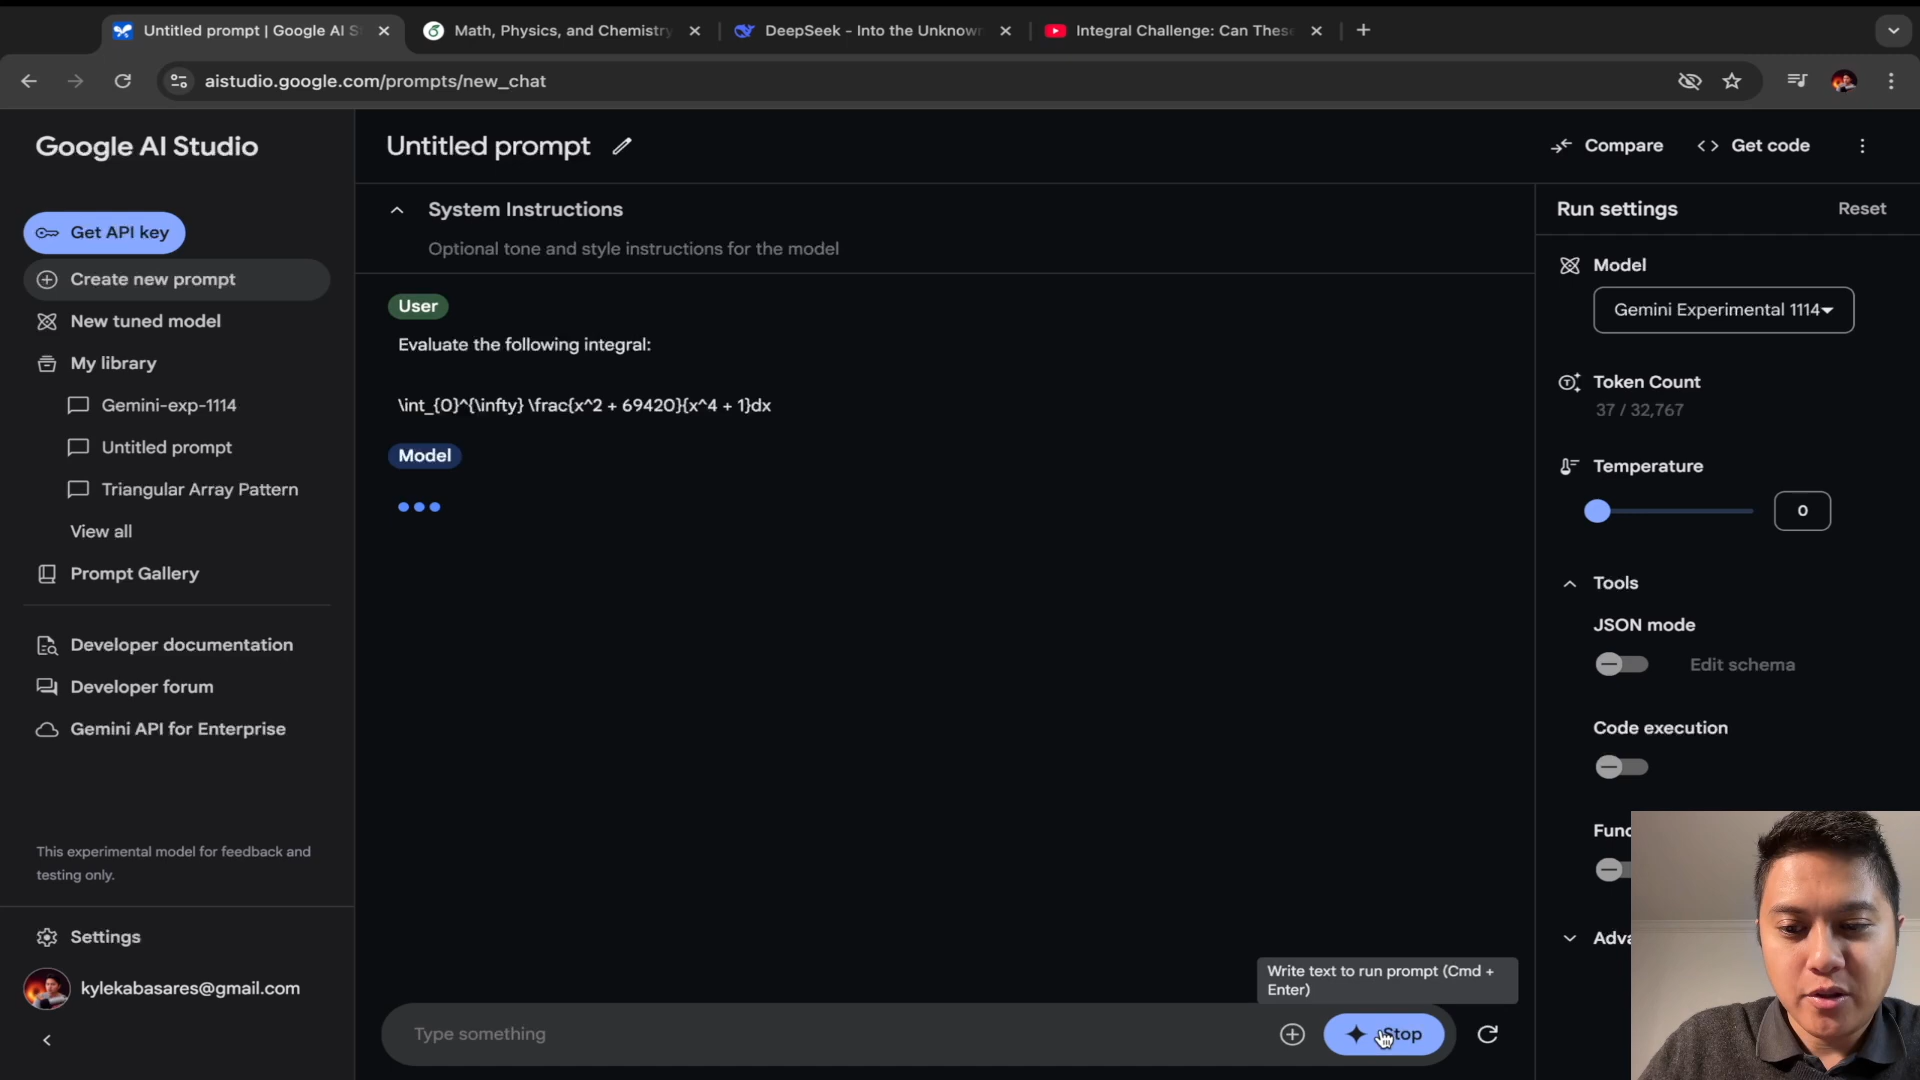 Untitled prompt | Google AI S
Math, Physics, and Chemistry
DeepSeek - Into the Unknown
Integral Challenge: Can These
aistudio.google.com/prompts/new_chat
Google AI Studio
Get API key
Create new prompt
New tuned model
My library
Gemini-exp-1114
Untitled prompt
Triangular Array Pattern
View all
Prompt Gallery
Developer documentation
Developer forum
Gemini API for Enterprise
This experimental model for feedback and
testing only.
Settings
kylekabasares@gmail.com
Untitled prompt
Compare
<> Get code
System Instructions
Optional tone and style instructions for the model
User
Evaluate the following integral:
\int_{0}^{\infty} \frac{x^2 + 69420}{x^4 + 1}dx
Model
Write text to run prompt (Cmd +
Enter)
Type something
Stop
Run settings
Reset
Model
Gemini Experimental 1114
Token Count
37 / 32,767
Temperature
0
Tools
JSON mode
Edit schema
Code execution
Func
Adva